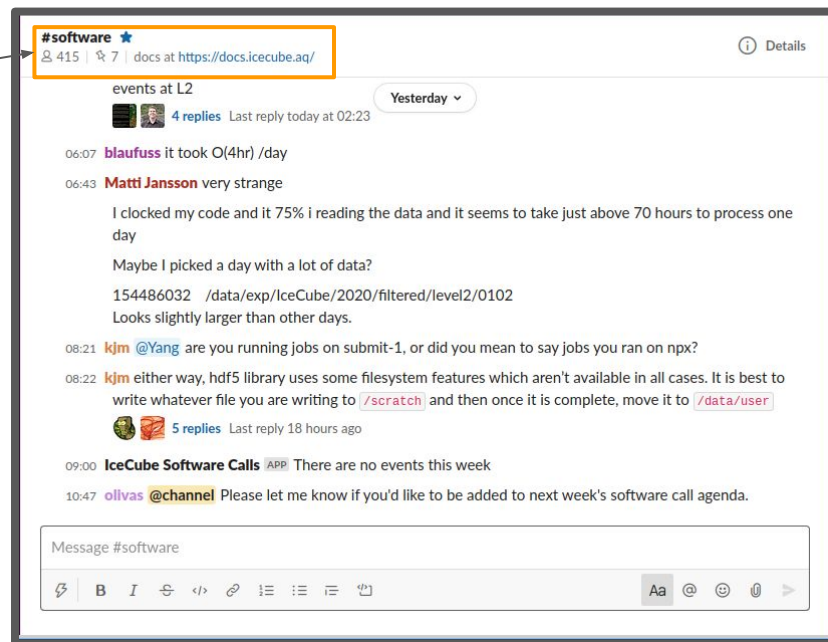 #software
415 | 7 | docs at https://docs.icecube.aq/
Details
events at L2
Yesterday
4 replies Last reply today at 02:23
06:07 blaufuss it took O(4hr) /day
06:43 Matti Jansson very strange
I clocked my code and it 75% i reading the data and it seems to take just above 70 hours to process one
day
Maybe I picked a day with a lot of data?
154486032 /data/exp/IceCube/2020/filtered/level2/0102
Looks slightly larger than other days.
08:21 kjm @Yang are you running jobs on submit-1, or did you mean to say jobs you ran on npx?
08:22 kjm either way, hdf5 library uses some filesystem features which aren't available in all cases. It is best to
write whatever file you are writing to /scratch and then once it is complete, move it to /data/user
5 replies Last reply 18 hours ago
09:00 IceCube Software Calls APP There are no events this week
10:47 olivas @channel Please let me know if you'd like to be added to next week's software call agenda.
Message #software
B I S </> Aa @